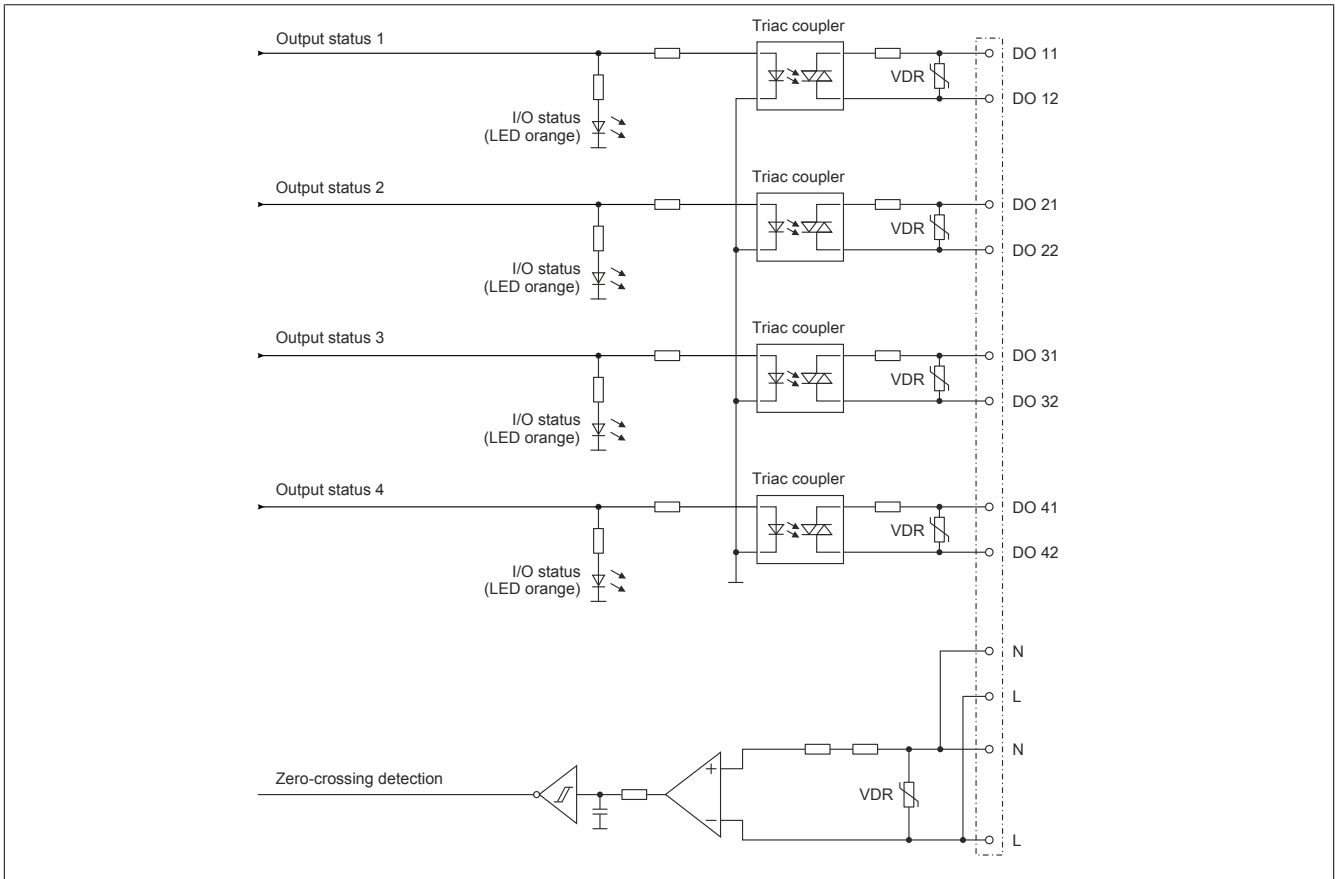 Triac coupler
Output status 1
DO 11
VDR
DO 12
I/O status
(LED orange)
Triac coupler
Output status 2
DO 21
VDR
DO 22
I/O status
(LED orange)
Triac coupler
Output status 3
DO 31
VDR
DO 32
I/O status
(LED orange)
Triac coupler
Output status 4
DO 41
VDR
DO 42
I/O status
(LED orange)
N
L
N
Zero-crossing detection
+
VDR
−
L